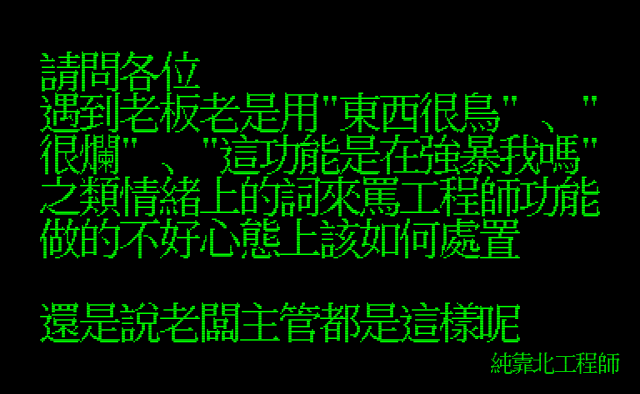 請問各位
遇到老板老是用"東西很鳥" 、 "
很爛" 、 "這功能是在強暴我嗎"
之類情緒上的詞來罵工程師功能
做的不好心態上該如何處置
還是說老闆主管都是這樣呢
純靠北工程師